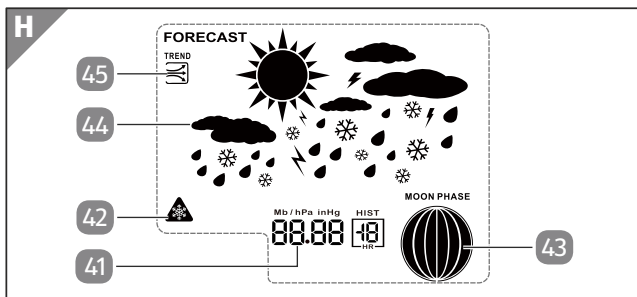 H
FORECAST
TREND
45
44
42
MOON PHASE
Mb/hPa inHg HIST
88.88 -18
HR
43
41